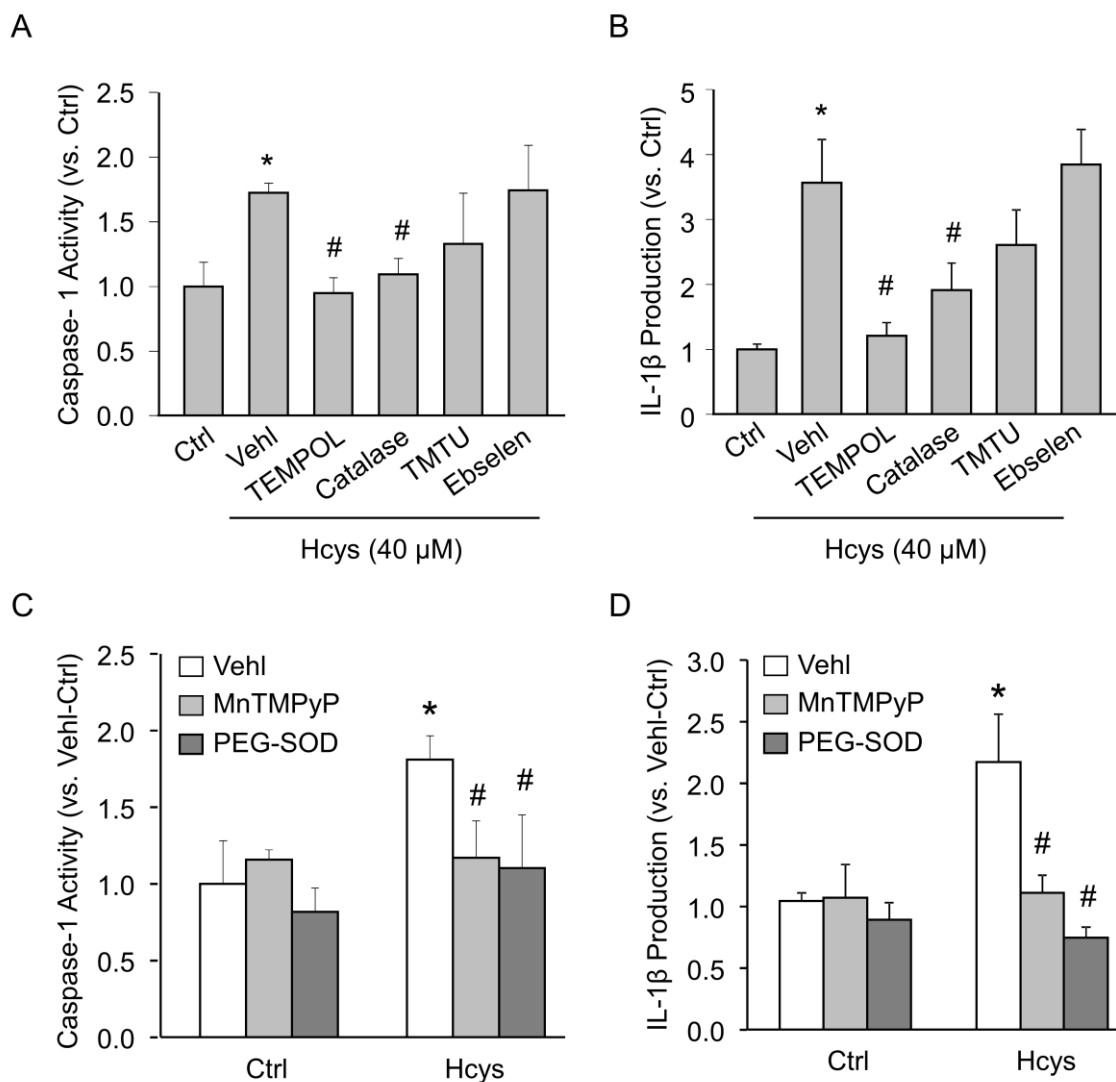 A
Caspase- 1 Activity (vs. Ctrl)
2.5
2.0
1.5
1.0
0.5
0.0
*
#
#
Ctrl
Vehl
TEMPOL
Catalase
TMTU
Ebselen
Hcys (40 μM)
B
IL-1β Production (vs. Ctrl)
5
4
3
2
1
0
*
#
#
Ctrl
Vehl
TEMPOL
Catalase
TMTU
Ebselen
Hcys (40 μM)
C
Caspase-1 Activity (vs. Vehl-Ctrl)
2.5
2.0
1.5
1.0
0.5
0.0
Vehl
MnTMPyP
PEG-SOD
*
#
#
Ctrl
Hcys
D
IL-1β Production (vs. Vehl-Ctrl)
3.0
2.5
2.0
1.5
1.0
0.5
0.0
Vehl
MnTMPyP
PEG-SOD
*
#
#
Ctrl
Hcys